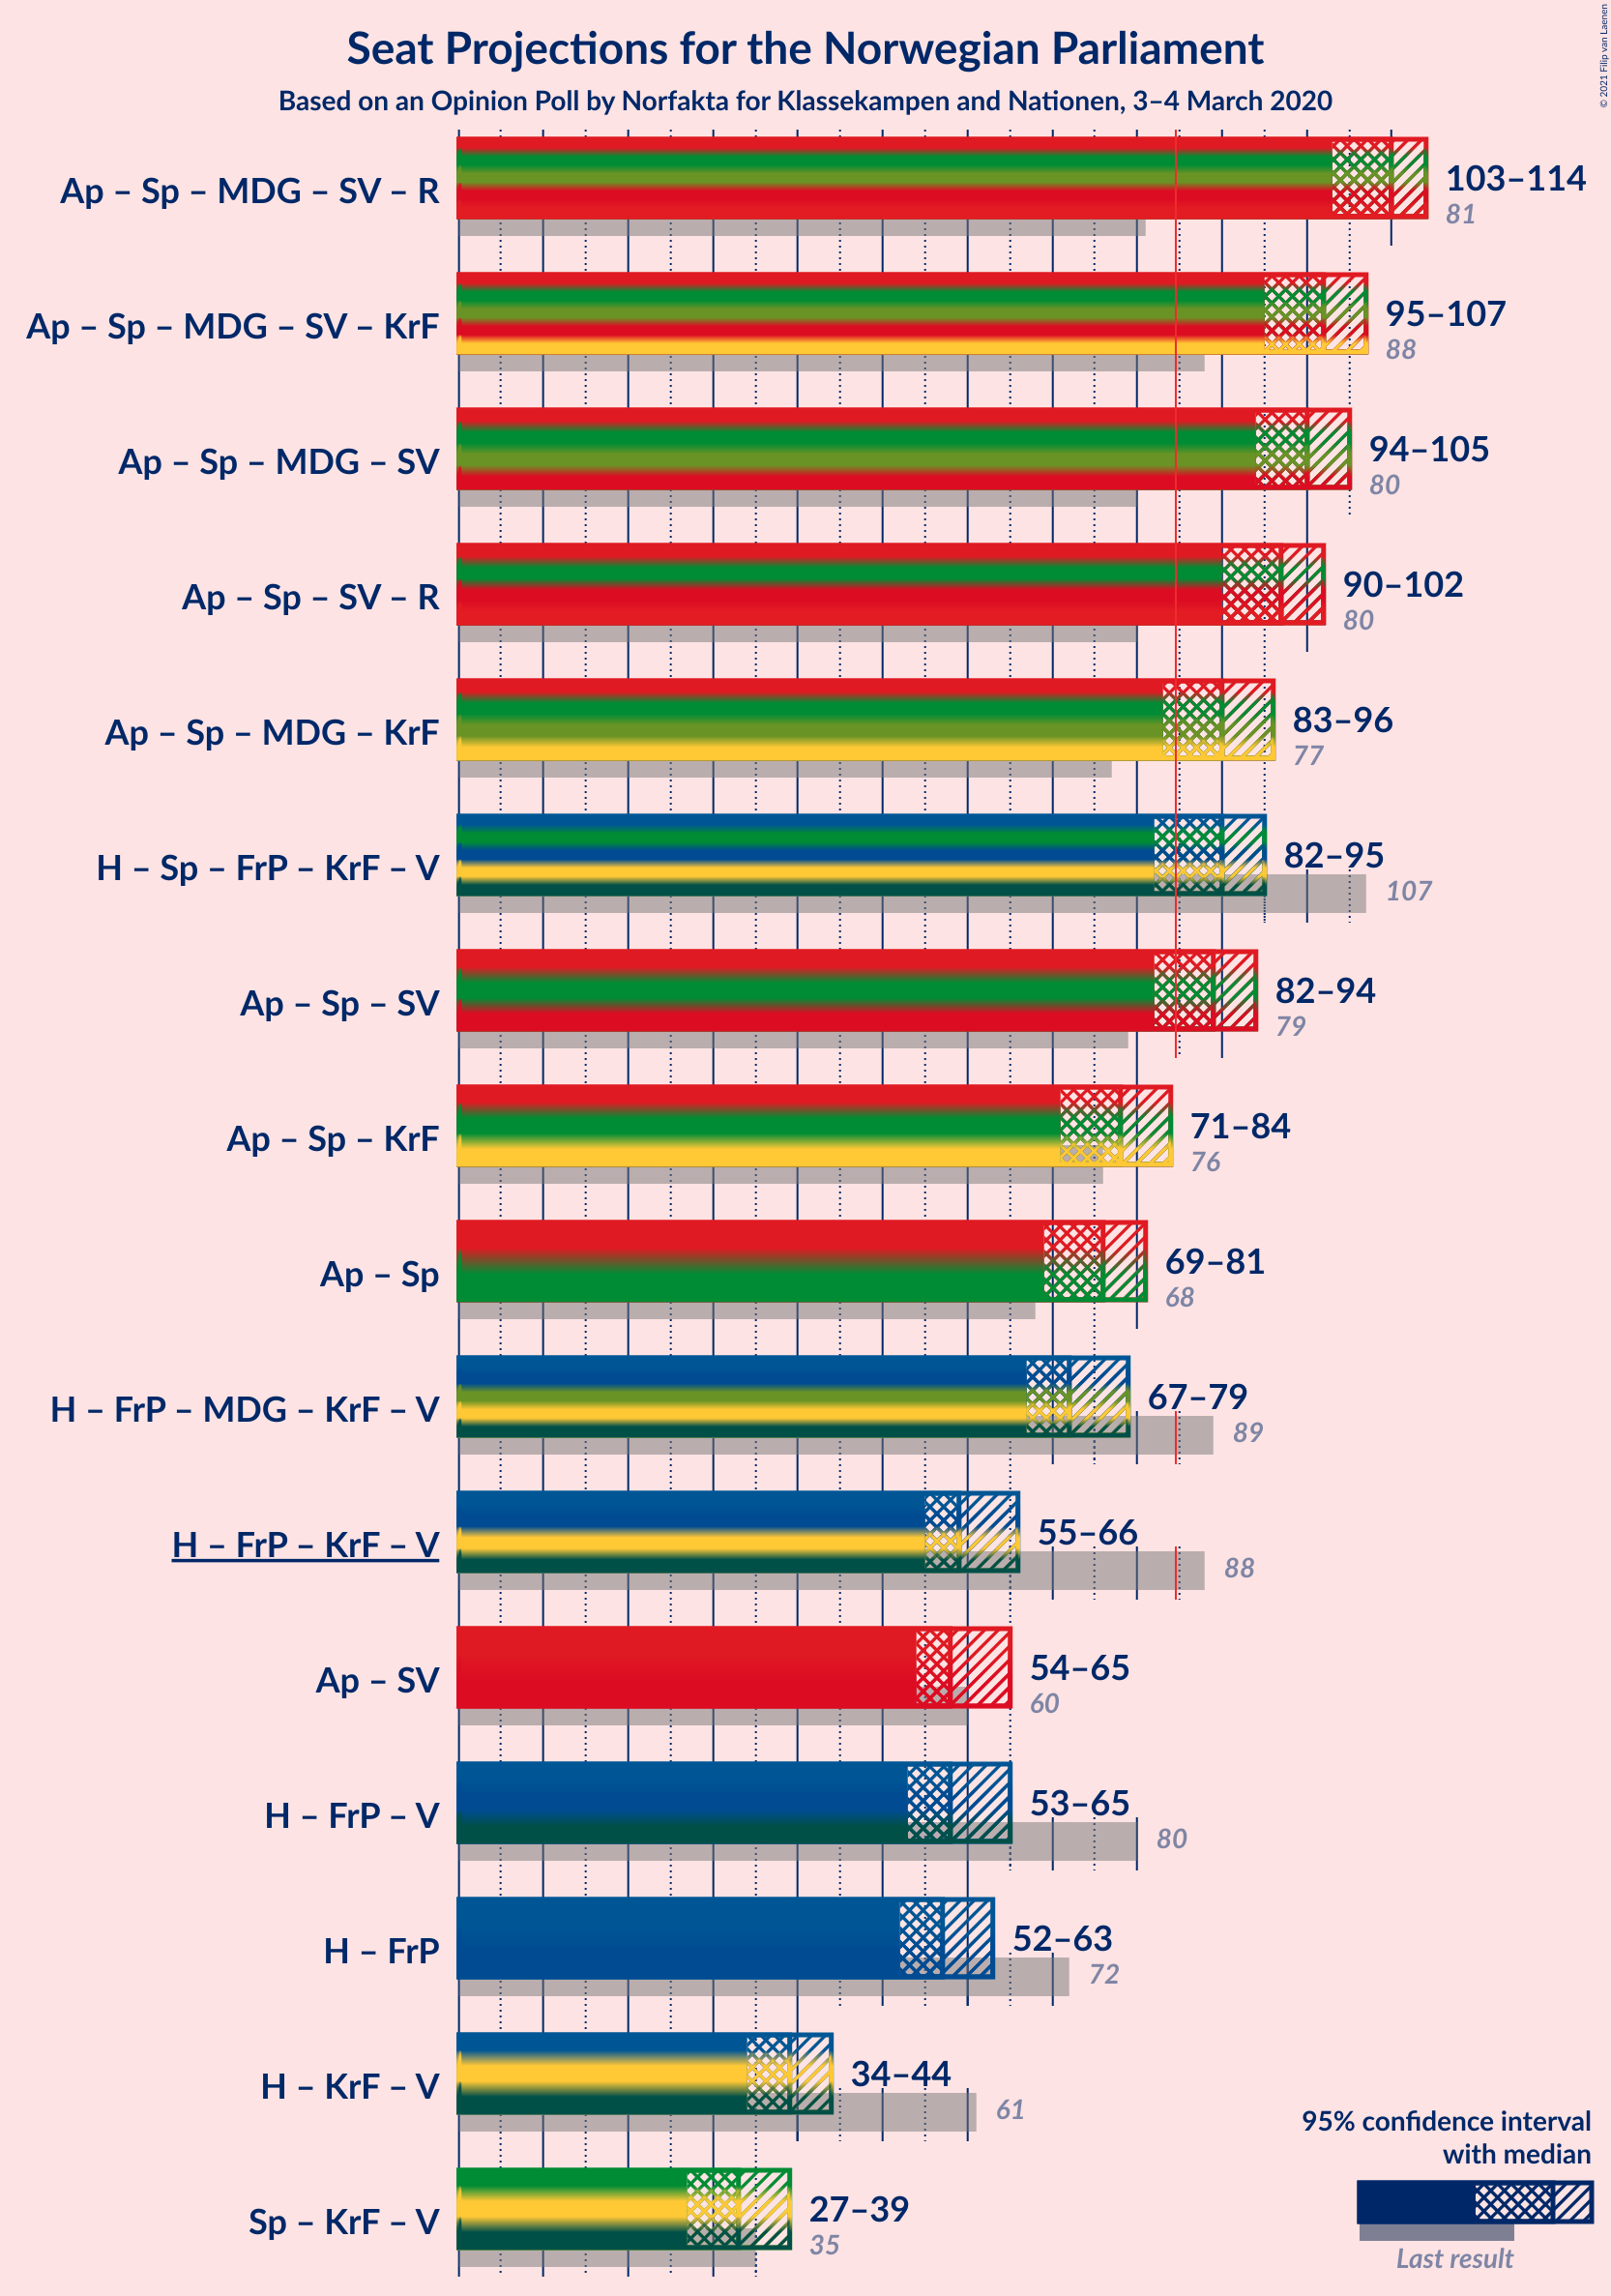 Seat Projections for the Norwegian Parliament
Based on an Opinion Poll by Norfakta for Klassekampen and Nationen, 3–4 March 2020
© 2021 Filip van Laenen
Ap – Sp – MDG – SV – R
103–114
81
Ap – Sp – MDG – SV – KrF
95–107
88
Ap – Sp – MDG – SV
94–105
80
Ap – Sp – SV – R
90–102
80
Ap – Sp – MDG – KrF
83–96
77
H – Sp – FrP – KrF – V
82–95
107
Ap – Sp – SV
82–94
79
Ap – Sp – KrF
71–84
76
Ap – Sp
69–81
68
H – FrP – MDG – KrF – V
67–79
89
H – FrP – KrF – V
55–66
88
Ap – SV
54–65
60
H – FrP – V
53–65
80
H – FrP
52–63
72
H – KrF – V
34–44
61
Sp – KrF – V
27–39
35
95% confidence interval
with median
Last result